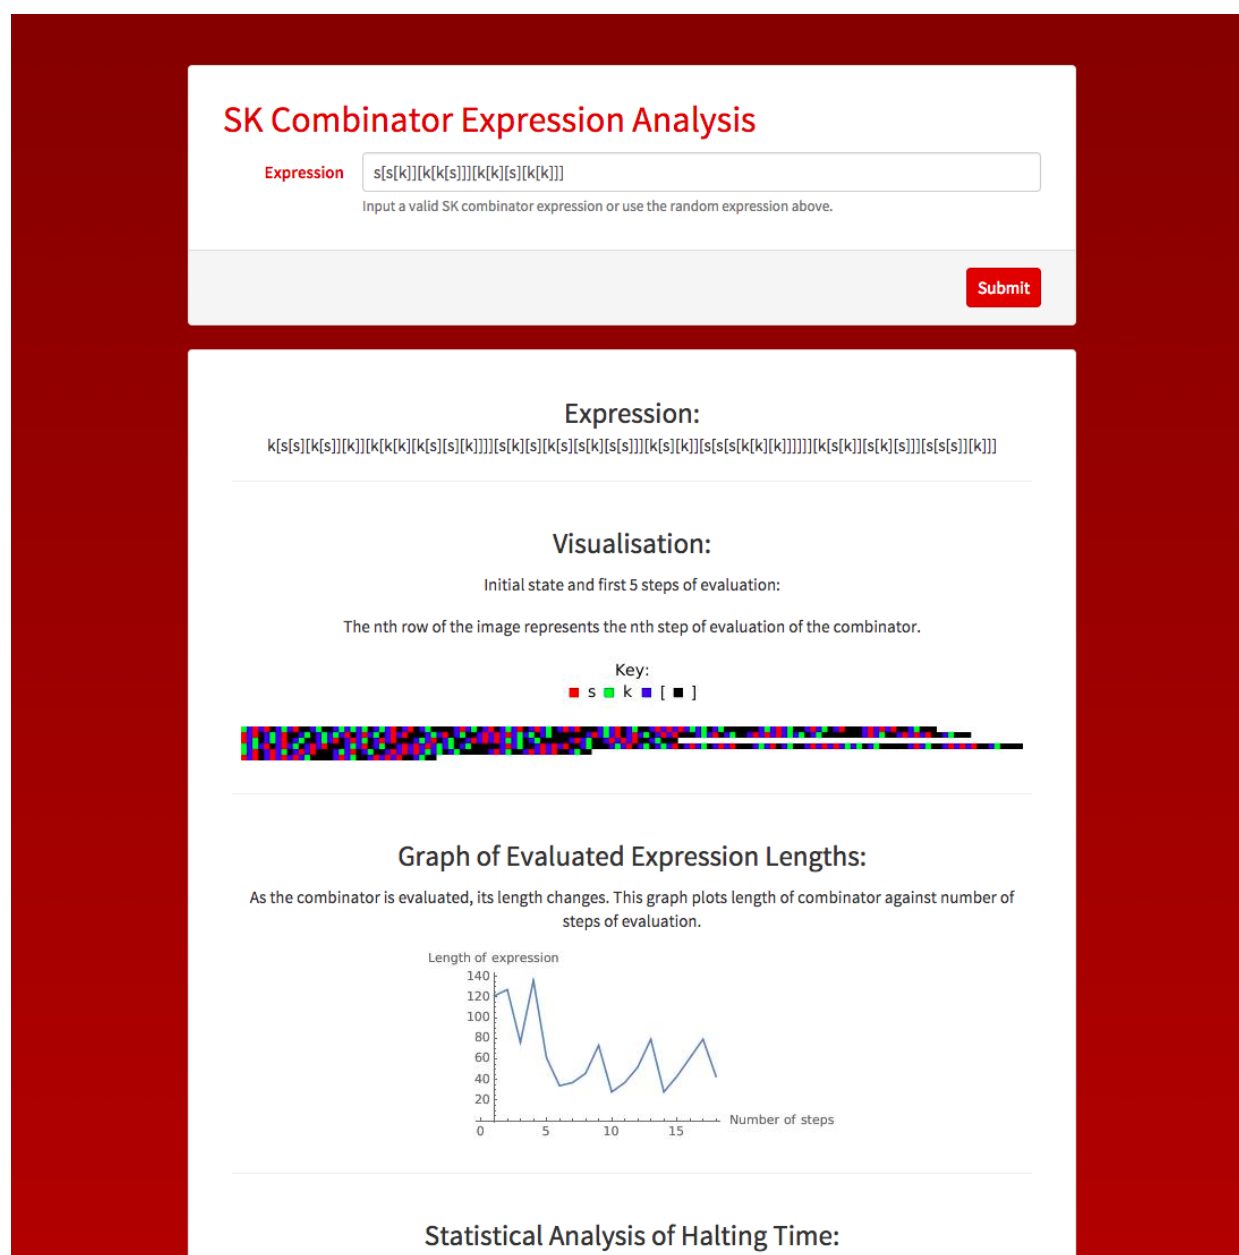 SK Combinator Expression Analysis
Expression
s[s[k]][k[k[s]]][k[k][s][k[k]]]
Input a valid SK combinator expression or use the random expression above.
Submit
Expression:
k[s[s][k[s]][k]][k[k[k][k[s][s][k]]]][s[k][s][k[s][s[k][s[s]]][k[s][k]][s[s[s[k[k][k]]]]]][k[s[k]][s[k][s]]][s[s[s]][k]]]
Visualisation:
Initial state and first 5 steps of evaluation:
The nth row of the image represents the nth step of evaluation of the combinator.
Key:
s k [ ]
Graph of Evaluated Expression Lengths:
As the combinator is evaluated, its length changes. This graph plots length of combinator against number of
steps of evaluation.
Length of expression
140
120
100
80
60
40
20
Number of steps
0 5 10 15
Statistical Analysis of Halting Time: